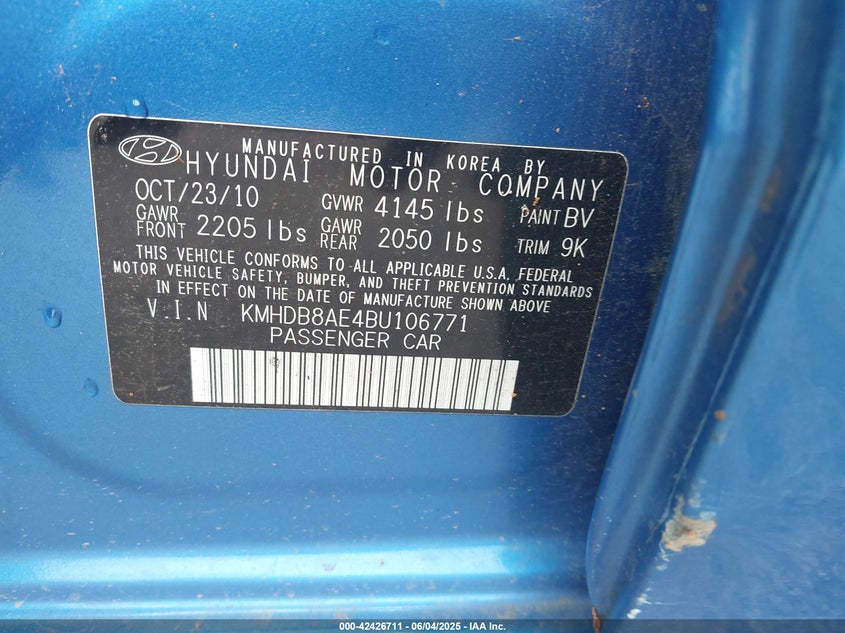 MANUFACTURED IN KOREA BY
HYUNDAI MOTOR COMPANY
OCT/23/10 GVWR 4145 lbs PAINT BV
GAWR FRONT 2205 lbs GAWR REAR 2050 lbs TRIM 9K
THIS VEHICLE CONFORMS TO ALL APPLICABLE U.S.A. FEDERAL
MOTOR VEHICLE SAFETY, BUMPER, AND THEFT PREVENTION STANDARDS
IN EFFECT ON THE DATE OF MANUFACTURE SHOWN ABOVE
V.I.N KMHDB8AE4BU106771
PASSENGER CAR
000-42426711 - 06/04/2025 - IAA Inc.